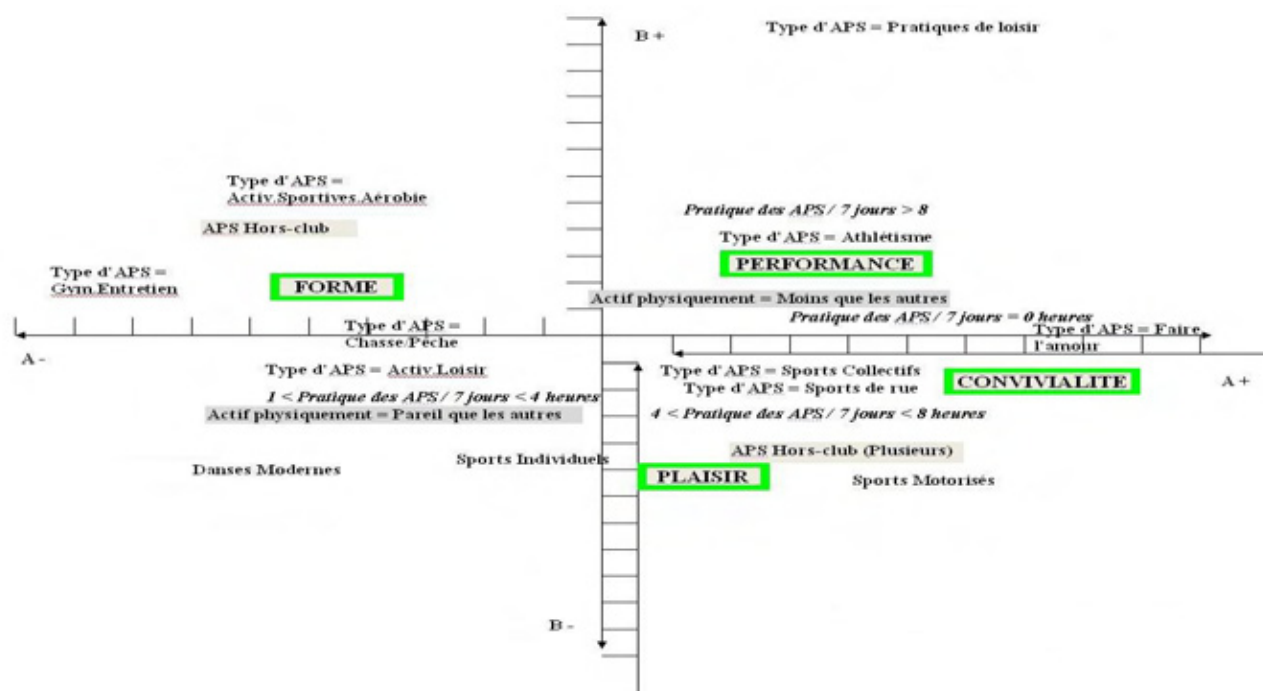 B +
Type d'APS = Pratiques de loisir
Type d'APS =
Activ.Sportives.Aérobie
APS Hors-club
Pratique des APS / 7 jours > 8
Type d'APS = Athlétisme
PERFORMANCE
Type d'APS =
Gym.Entretien
FORME
Actif physiquement = Moins que les autres
Pratique des APS / 7 jours = 0 heures
Type d'APS =
Chasse/Pêche
Type d'APS = Faire
l'amour
A -
Type d'APS = Activ.Loisir
Type d'APS = Sports Collectifs
Type d'APS = Sports de rue
CONVIVIALITE
A +
1 < Pratique des APS / 7 jours < 4 heures
Actif physiquement = Pareil que les autres
4 < Pratique des APS / 7 jours < 8 heures
APS Hors-club (Plusieurs)
Danses Modernes
Sports Individuels
PLAISIR
Sports Motorisés
B -